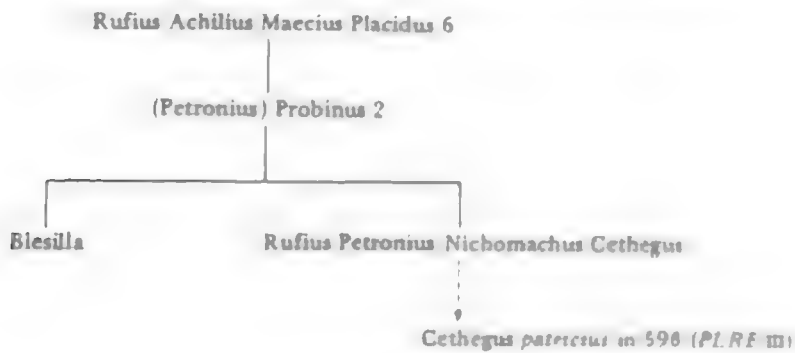 Rufius Achilius Maecius Placidus 6
(Petronius) Probinus 2
Blesilla Rufius Petronius Nichomachus Cethegus
Cethegus patricius in 598 (PLRE III)